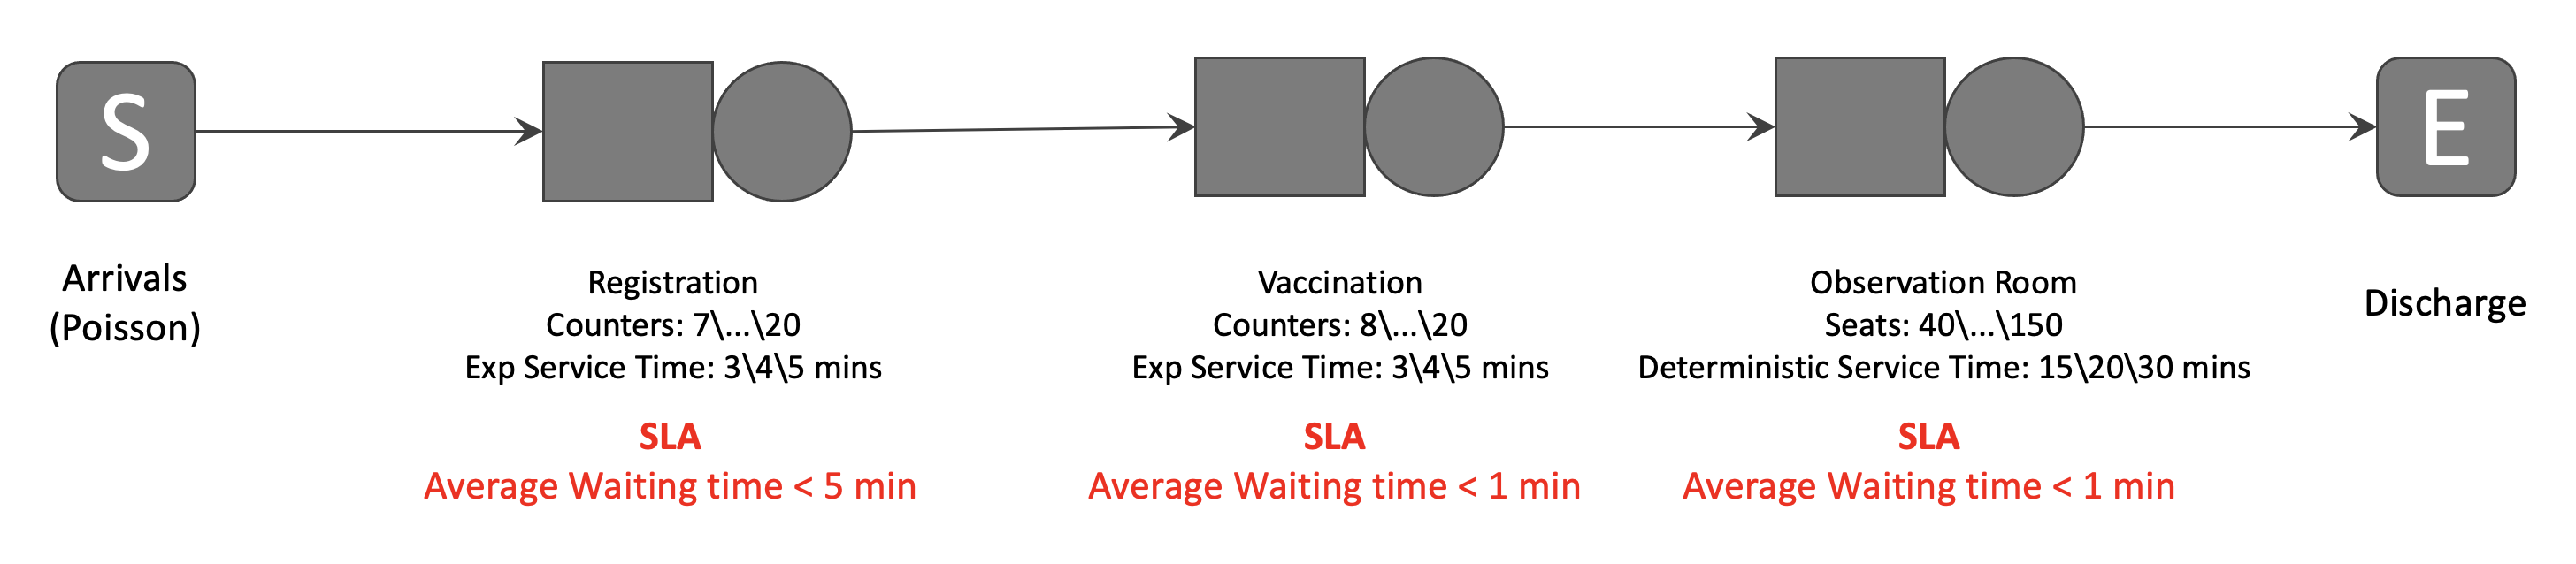 S
Arrivals
(Poisson)
Registration
Counters: 7\...\20
Exp Service Time: 3\4\5 mins
SLA
Average Waiting time < 5 min
Vaccination
Counters: 8\...\20
Exp Service Time: 3\4\5 mins
SLA
Average Waiting time < 1 min
Observation Room
Seats: 40\...\150
Deterministic Service Time: 15\20\30 mins
SLA
Average Waiting time < 1 min
E
Discharge